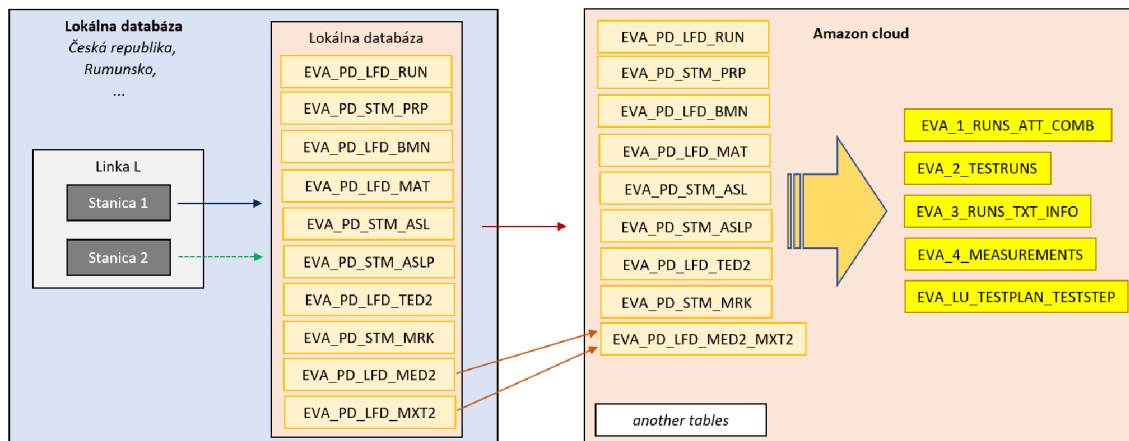 Lokálna databáza
Česká republika,
Rumunsko,
...
Linka L
Stanica 1
Stanica 2
Lokálna databáza
EVA_PD_LFD_RUN
EVA_PD_STM_PRP
EVA_PD_LFD_BMN
EVA_PD_LFD_MAT
EVA_PD_STM_ASL
EVA_PD_STM_ASLP
EVA_PD_LFD_TED2
EVA_PD_STM_MRK
EVA_PD_LFD_MED2
EVA_PD_LFD_MXT2
Amazon cloud
EVA_PD_LFD_RUN
EVA_PD_STM_PRP
EVA_PD_LFD_BMN
EVA_PD_LFD_MAT
EVA_PD_STM_ASL
EVA_PD_STM_ASLP
EVA_PD_LFD_TED2
EVA_PD_STM_MRK
EVA_PD_LFD_MED2_MXT2
another tables
EVA_1_RUNS_ATT_COMB
EVA_2_TESTRUNS
EVA_3_RUNS_TXT_INFO
EVA_4_MEASUREMENTS
EVA_LU_TESTPLAN_TESTSTEP